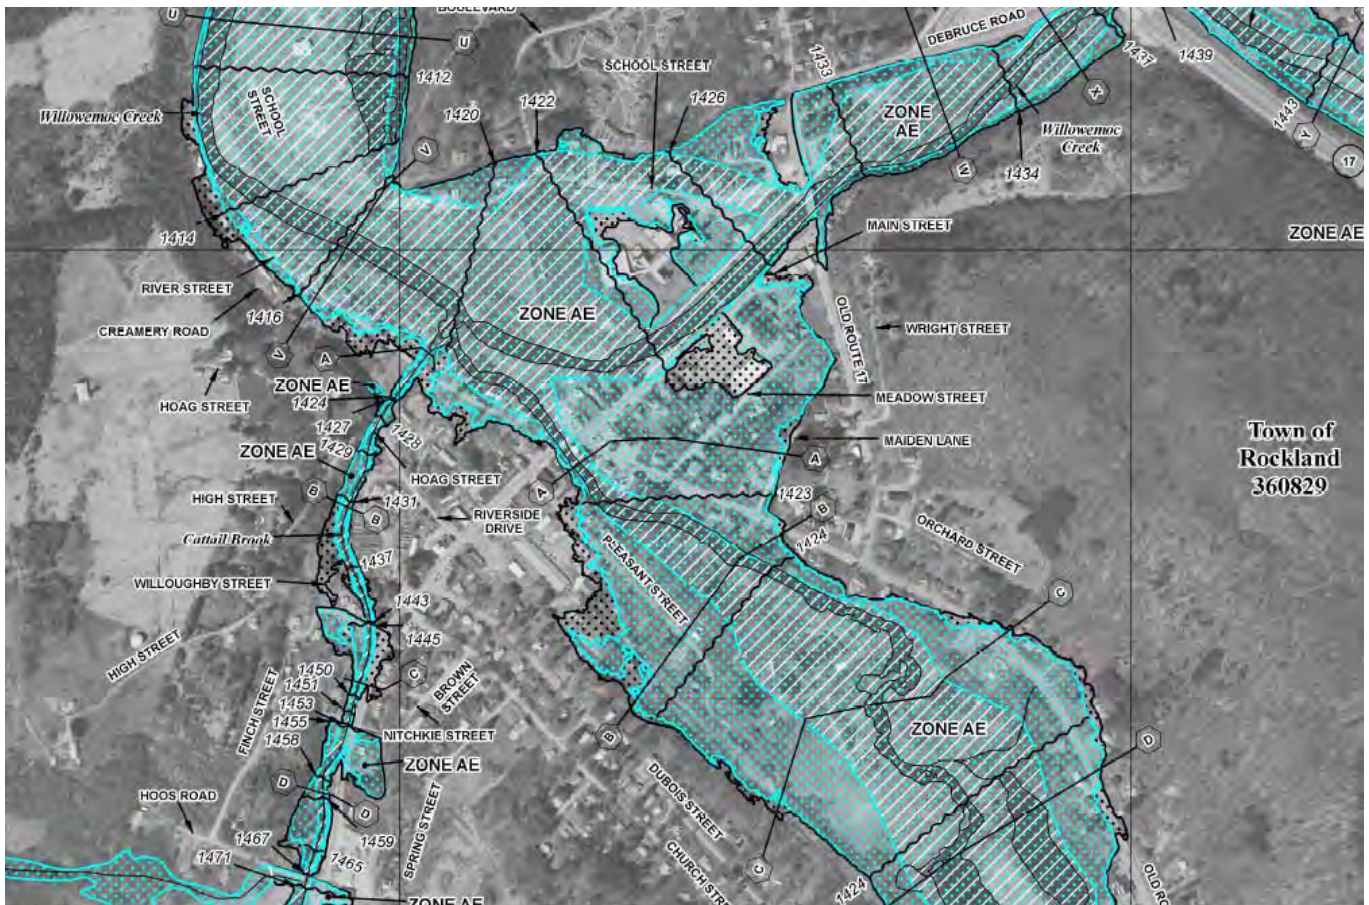 BOULEVARD
DEBRUCE ROAD
U
U
1412
1433
1437
1439
SCHOOL STREET
SCHOOL
STREET
Willowemoc Creek
1420
1422
1426
X
1443
ZONE
AE
Willowemoc
Creek
Y
17
V
W
1434
1414
MAIN STREET
ZONE AE
RIVER STREET
1416
CREAMERY ROAD
ZONE AE
OLD ROUTE 17
WRIGHT STREET
V
A
ZONE AE
1424
HOAG STREET
MEADOW STREET
1427
1428
1429
ZONE AE
MAIDEN LANE
Town of
Rockland
360829
A
HOAG STREET
A
B
HIGH STREET
1431
1423
B
B
RIVERSIDE
DRIVE
Cattail Brook
ORCHARD STREET
1424
PLEASANT STREET
1437
WILLOUGHBY STREET
C
1443
1445
HIGH STREET
1450
C
1451
BROWN
STREET
1453
FINCH STREET
1455
NITCHKIE STREET
B
ZONE AE
D
1458
ZONE AE
DUBOIS STREET
D
D
HOOS ROAD
SPRING STREET
1459
1467
1465
1471
CHURCH STR
C
1424
OLD RO
ZONE AE